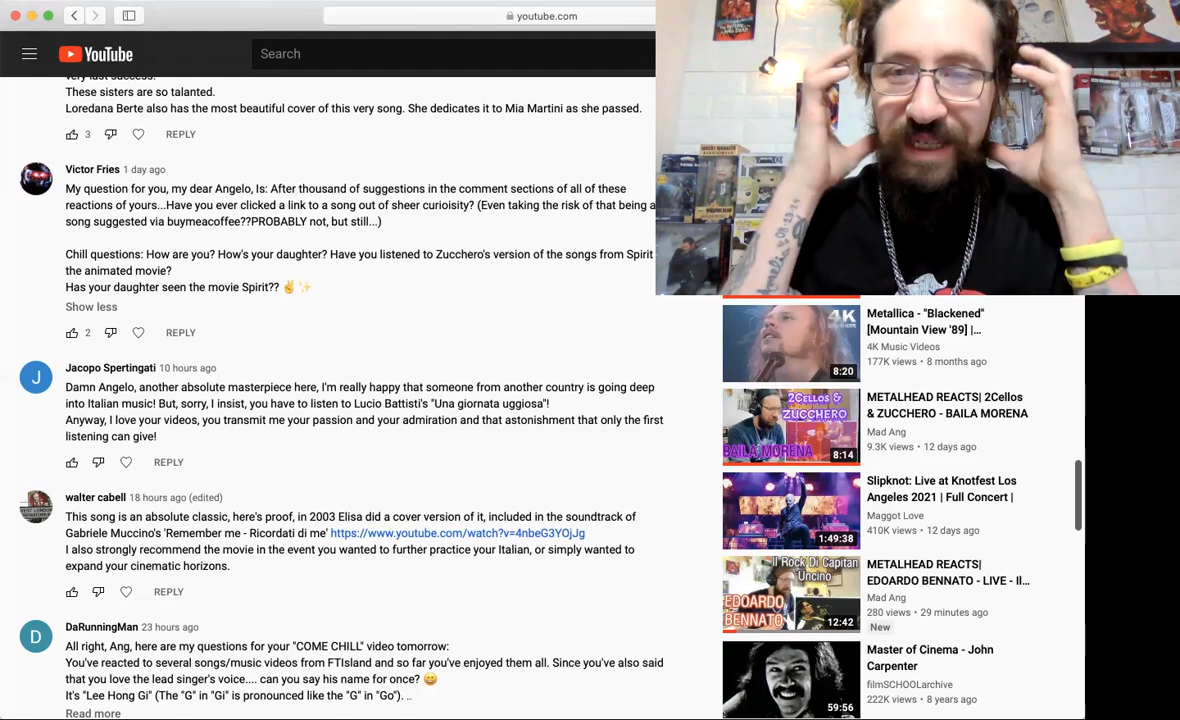 youtube.com
YouTube
Search
very last success.
These sisters are so talanted.
Loredana Berte also has the most beautiful cover of this very song. She dedicates it to Mia Martini as she passed.
3 REPLY
Victor Fries 1 day ago
My question for you, my dear Angelo, Is: After thousand of suggestions in the comment sections of all of these
reactions of yours...Have you ever clicked a link to a song out of sheer curioisity? (Even taking the risk of that being a
song suggested via buymeacoffee??PROBABLY not, but still...)
Chill questions: How are you? How's your daughter? Have you listened to Zucchero's version of the songs from Spirit
the animated movie?
Has your daughter seen the movie Spirit?? ✌️✨
Show less
2 REPLY
Jacopo Spertingati 10 hours ago
J
Damn Angelo, another absolute masterpiece here, I'm really happy that someone from another country is going deep
into Italian music! But, sorry, I insist, you have to listen to Lucio Battisti's "Una giornata uggiosa"!
Anyway, I love your videos, you transmit me your passion and your admiration and that astonishment that only the first
listening can give!
REPLY
walter cabell 18 hours ago (edited)
This song is an absolute classic, here's proof, in 2003 Elisa did a cover version of it, included in the soundtrack of
Gabriele Muccino's 'Remember me - Ricordati di me' https://www.youtube.com/watch?v=4nbeG3YOjJg
I also strongly recommend the movie in the event you wanted to further practice your Italian, or simply wanted to
expand your cinematic horizons.
REPLY
DaRunningMan 23 hours ago
D
All right, Ang, here are my questions for your "COME CHILL" video tomorrow:
You've reacted to several songs/music videos from FTIsland and so far you've enjoyed them all. Since you've also said
that you love the lead singer's voice.... can you say his name for once? 😀
It's "Lee Hong Gi" (The "G" in "Gi" is pronounced like the "G" in "Go"). ...
Read more
4K
8:20
Metallica - "Blackened"
[Mountain View '89] |...
4K Music Videos
177K views • 8 months ago
2CELLOS
& ZUCCHERO
BAILA MORENA
8:14
METALHEAD REACTS| 2Cellos
& ZUCCHERO - BAILA MORENA
Mad Ang
9.3K views • 12 days ago
1:49:38
Slipknot: Live at Knotfest Los
Angeles 2021 | Full Concert |
Maggot Love
410K views • 12 days ago
Il Rock Di Capitan
Uncino
EDOARDO
BENNATO
12:42
METALHEAD REACTS|
EDOARDO BENNATO - LIVE - Il...
Mad Ang
280 views • 29 minutes ago
New
59:56
Master of Cinema - John
Carpenter
filmSCHOOLarchive
222K views • 8 years ago